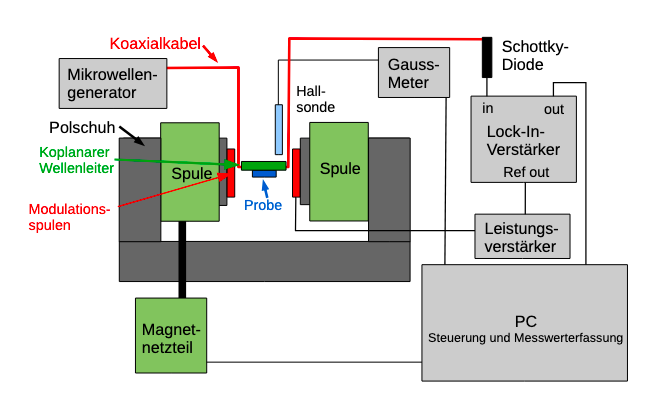 Koaxialkabel
Mikrowellen-
generator
Gauss-
Meter
Schottky-
Diode
Hall-
sonde
in
out
Lock-In-
Verstärker
Ref out
Polschuh
Koplanarer
Wellenleiter
Spule
Spule
Probe
Modulations-
spulen
Leistungs-
verstärker
Magnet-
netzteil
PC
Steuerung und Messwerterfassung